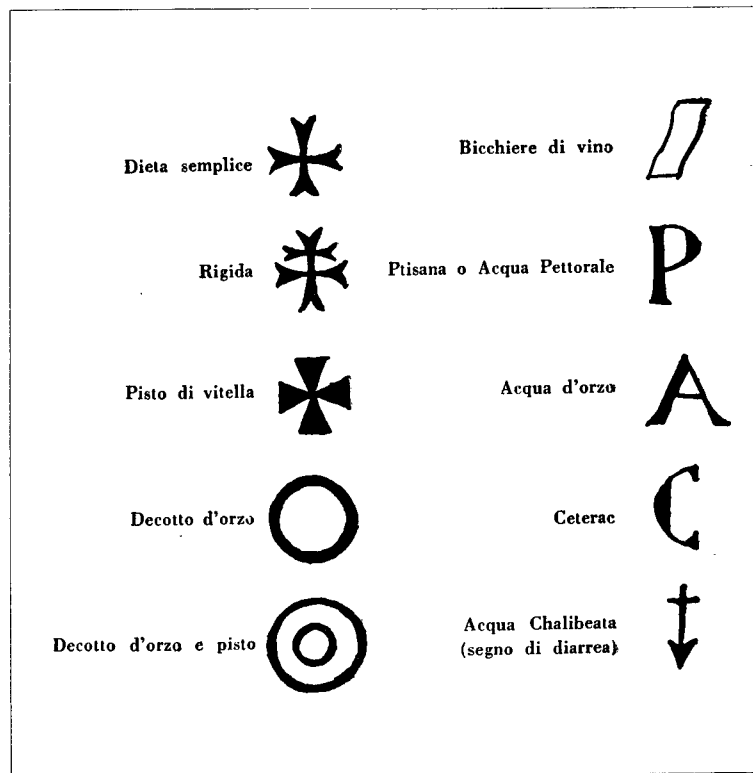 Dieta semplice
Rigida
Pisto di vitella
Decotto d'orzo
Decotto d'orzo e pisto
Bicchiere di vino
Ptisana o Acqua Pettorale
P
Acqua d'orzo
A
Ceterac
C
Acqua Chalibeata
(segno di diarrea)